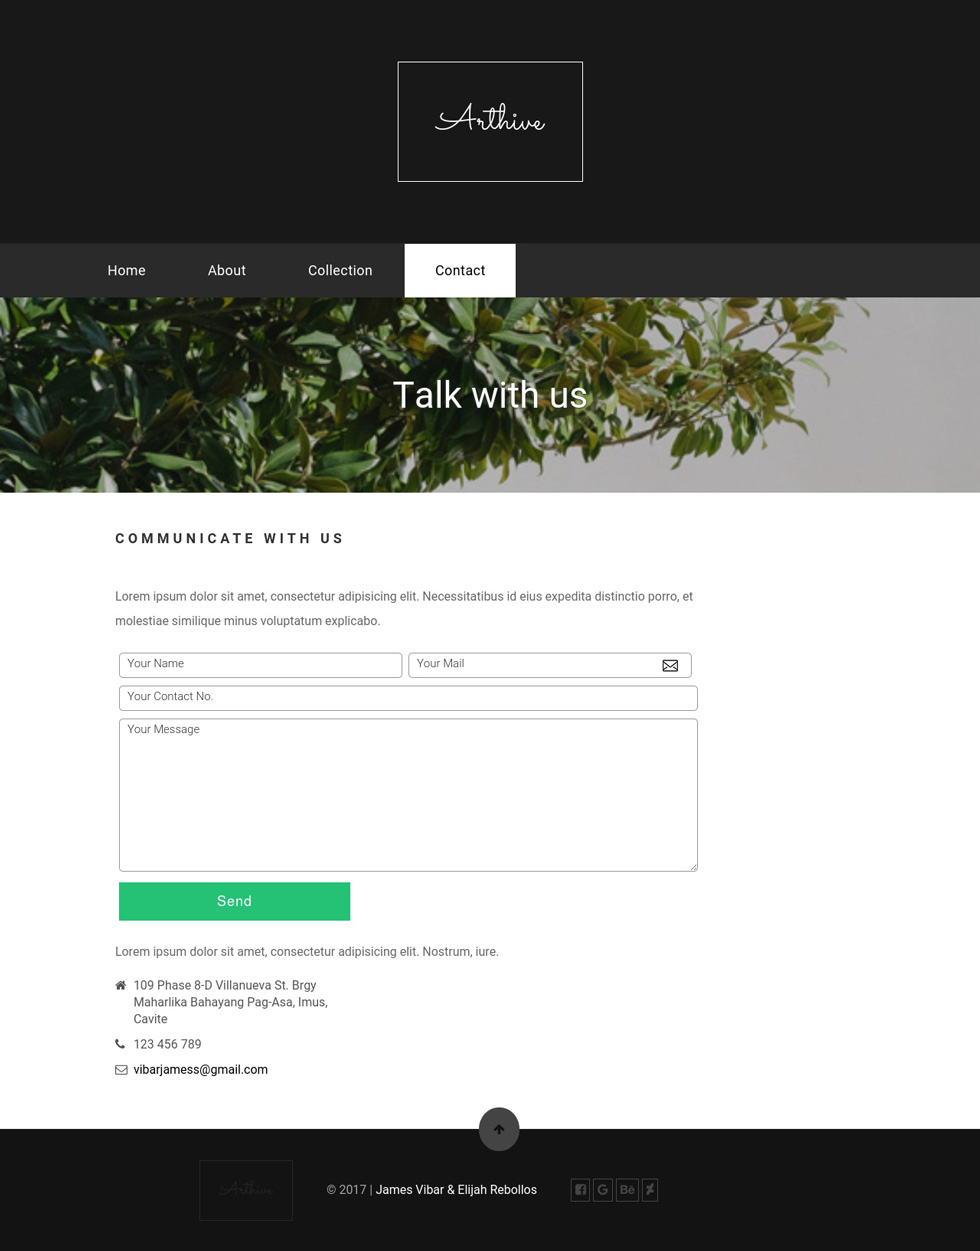 Arthive
Home About Collection Contact
Talk with us
COMMUNICATE WITH US
Lorem ipsum dolor sit amet, consectetur adipisicing elit. Necessitatibus id eius expedita distinctio porro, et
molestiae similique minus voluptatum explicabo.
Your Name Your Mail
Your Contact No.
Your Message
Send
Lorem ipsum dolor sit amet, consectetur adipisicing elit. Nostrum, iure.
109 Phase 8-D Villanueva St. Brgy
Maharlika Bahayang Pag-Asa, Imus,
Cavite
123 456 789
vibarjamess@gmail.com
Arthive © 2017 | James Vibar & Elijah Rebollos G Bē